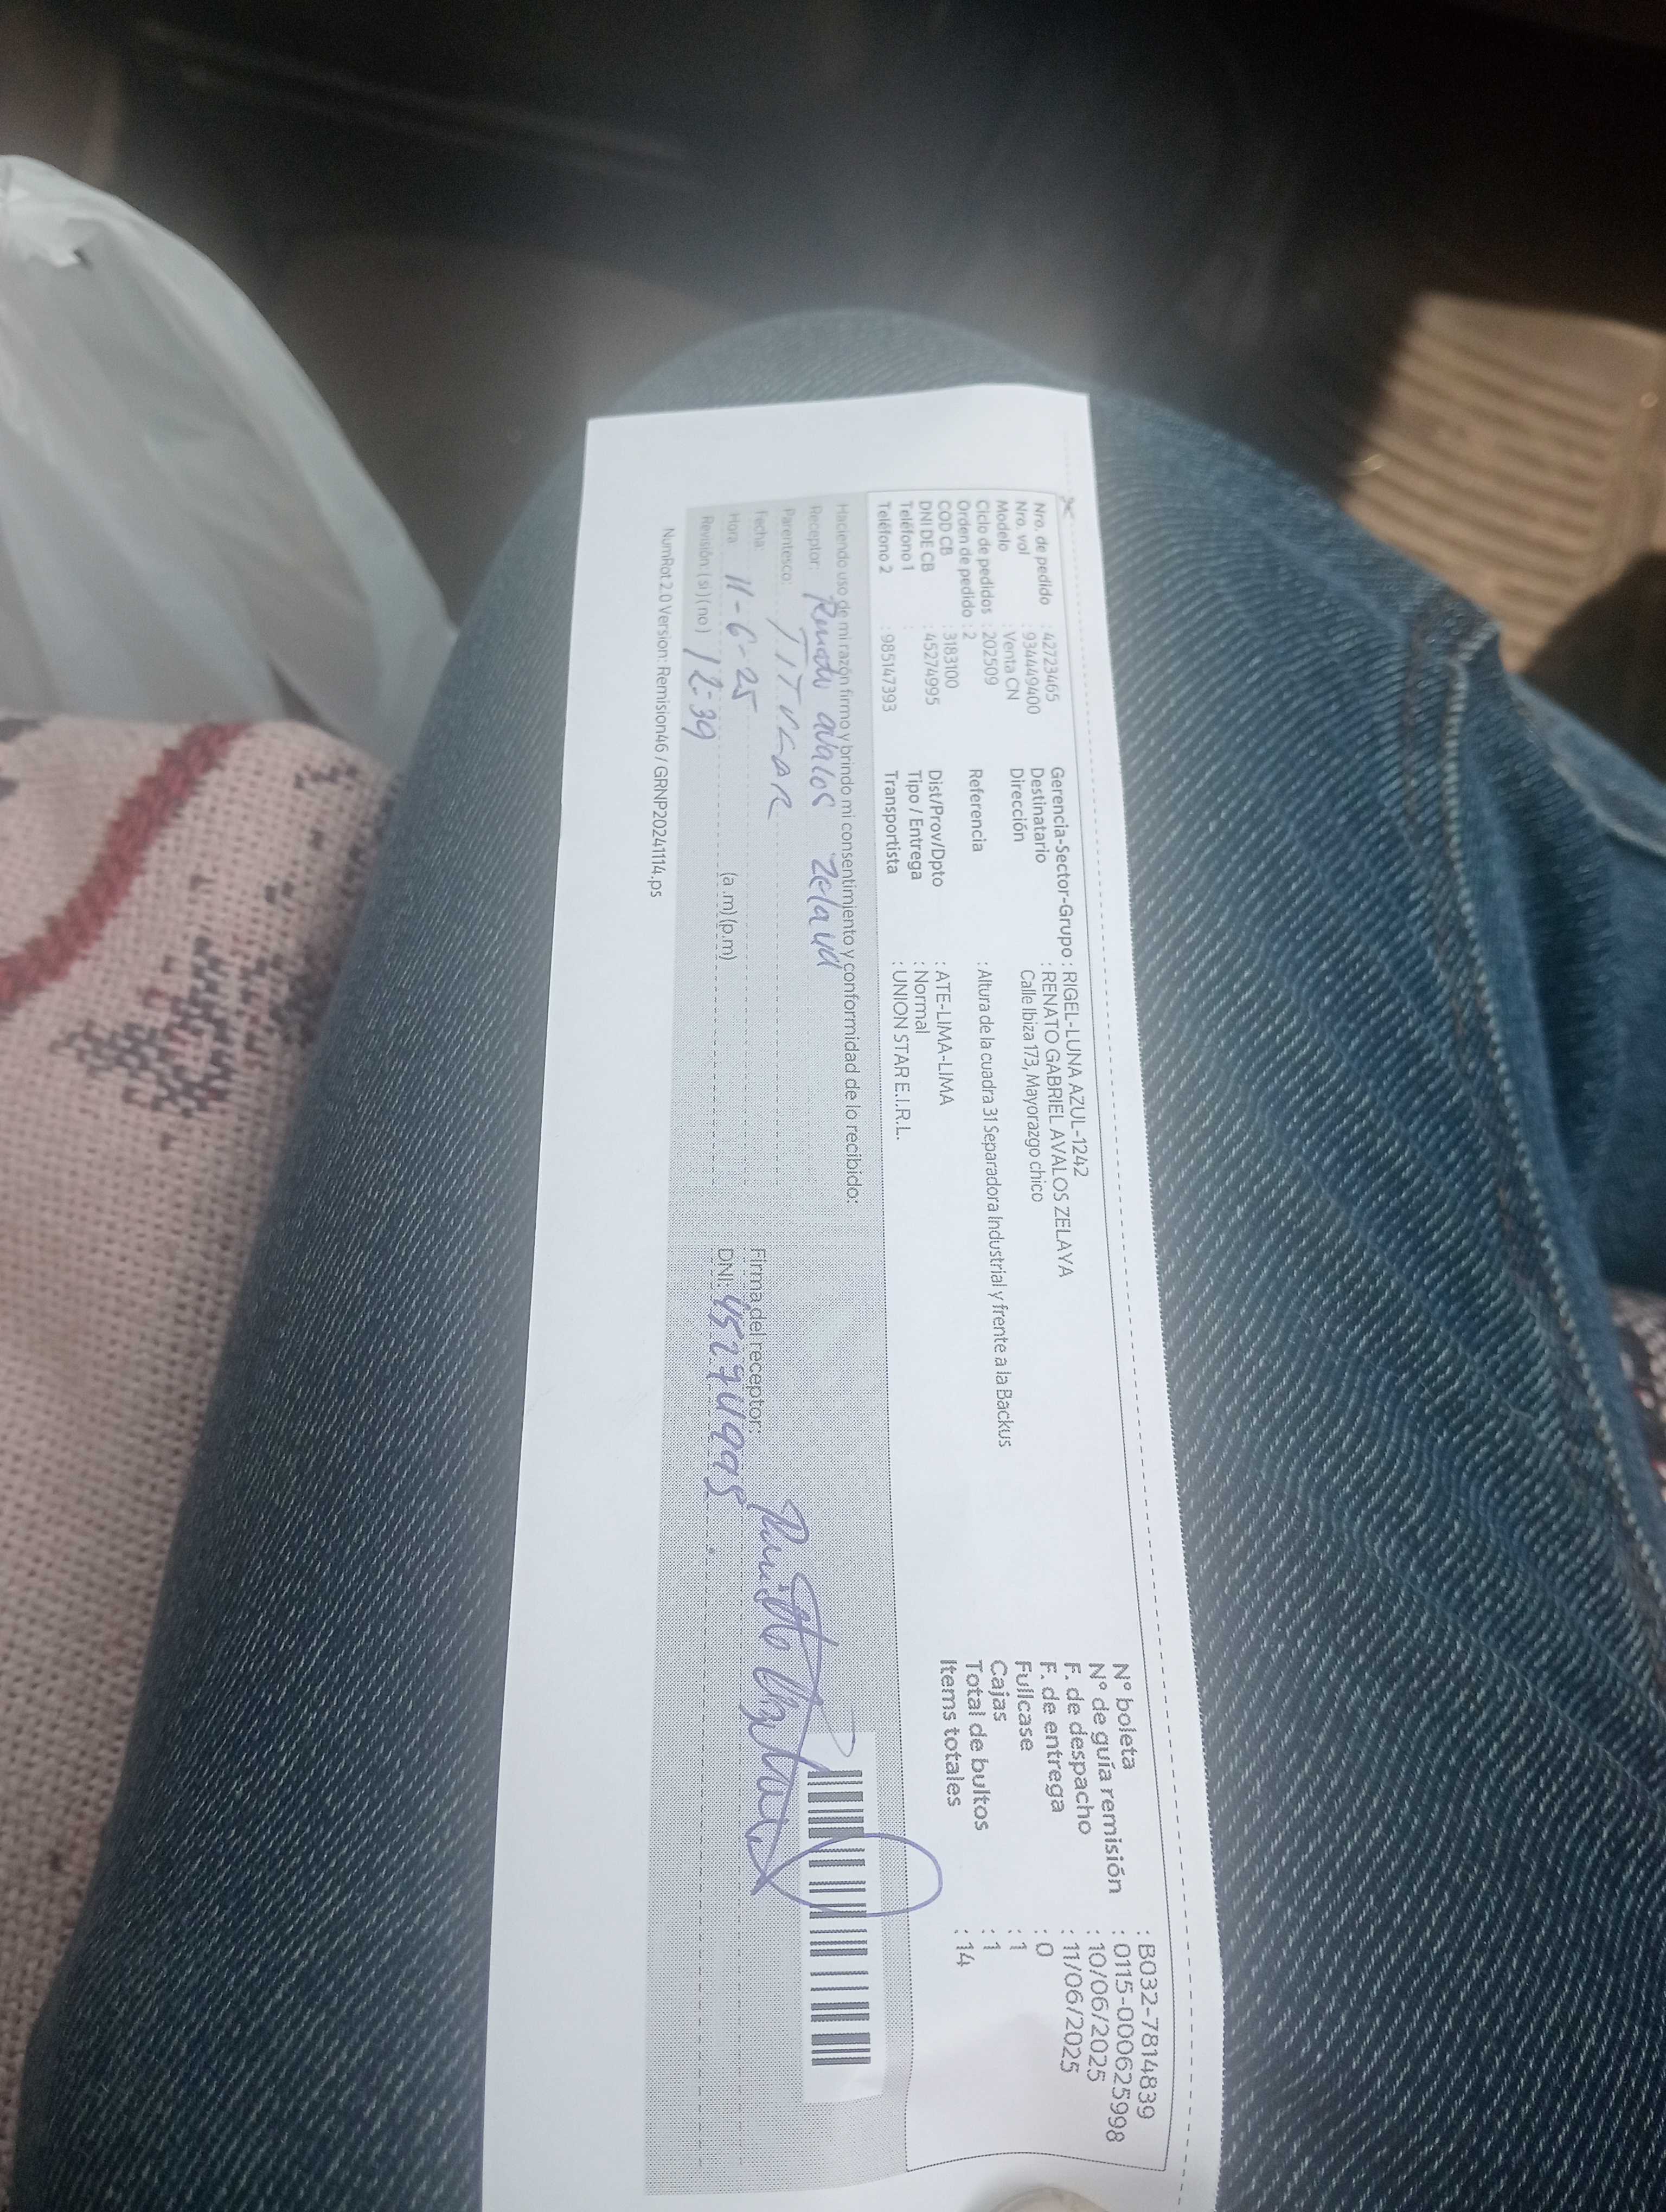 Nro. de pedido : 42723465
Nro. vol : 934449400
Modelo Venta CN
Ciclo de pedidos : 202509
Orden de pedido : 2
COD CB : 3183100
DNI DE CB : 45274995
Teléfono 1
Teléfono 2 : 985147393
Gerencia-Sector-Grupo : RIGEL-LUNA AZUL-1242
Destinatario : RENATO GABRIEL AVALOS ZELAYA
Dirección Calle Ibiza 173, Mayorazgo chico
Referencia : Altura de la cuadra 31 Separadora Industrial y frente a la Backus
Dist/Prov/Dpto : ATE-LIMA-LIMA
Tipo / Entrega : Normal
Transportista : UNION STAR E.I.R.L.
N° boleta : B032-7814839
N° de guía remisión : 0115-000625998
F. de despacho : 10/06/2025
F. de entrega : 11/06/2025
Fullcase : 0
Cajas : 1
Total de bultos : 1
Items totales : 14
Haciendo uso de mi razón firmo y brindo mi consentimiento y conformidad de lo recibido:
Receptor: Renato avalos Zelaya
Parentesco: TITULAR
Fecha: 11-6-25
Hora: 12:39 (a.m) (p.m)
Revisión: ( si ) ( no )
Firma del receptor:
DNI: 45274995
NumRot.2.0 Version: Remision46 / GRNP20241114.ps